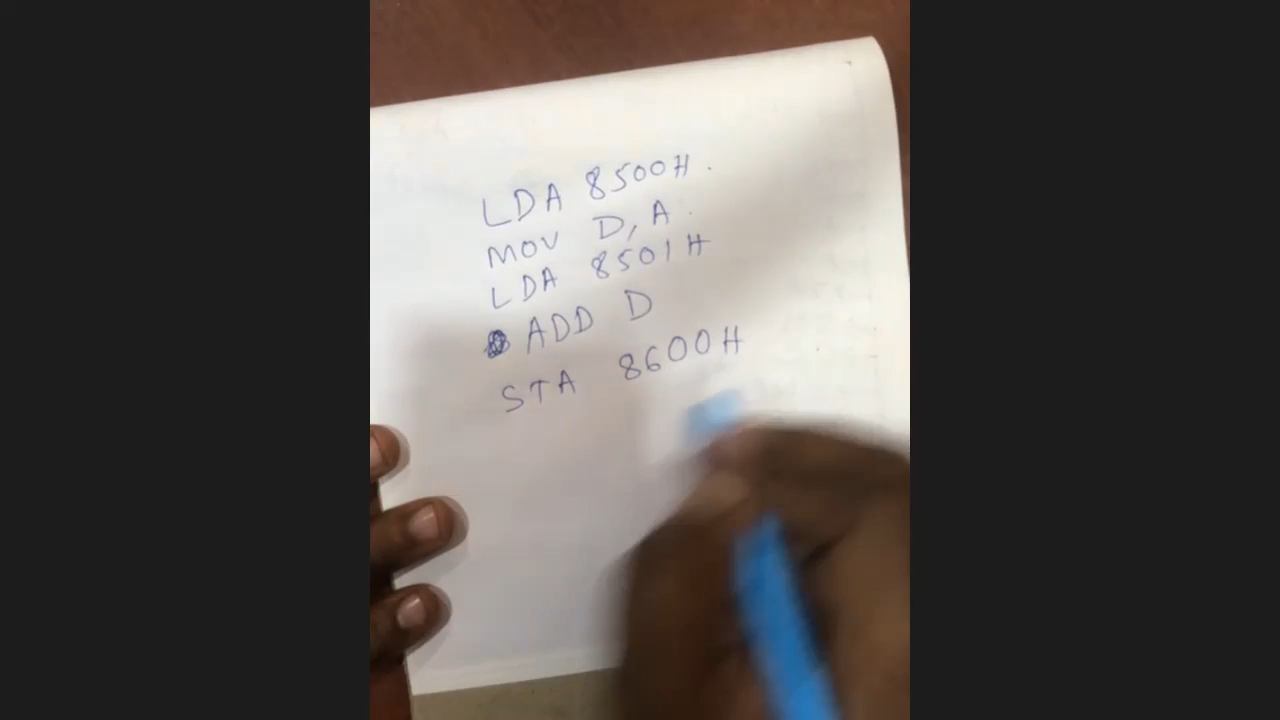 LDA 8500H.
MOV D, A.
LDA 8501H
ADD D
STA 8600H